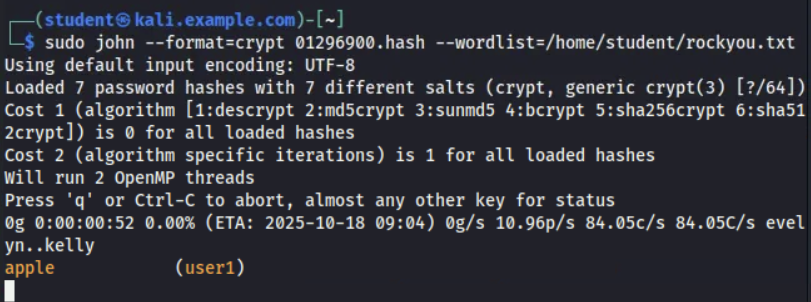 ┌──(student㉿kali.example.com)-[~]
└─$ sudo john --format=crypt 01296900.hash --wordlist=/home/student/rockyou.txt
Using default input encoding: UTF-8
Loaded 7 password hashes with 7 different salts (crypt, generic crypt(3) [?/64])
Cost 1 (algorithm [1:descrypt 2:md5crypt 3:sunmd5 4:bcrypt 5:sha256crypt 6:sha51
2crypt]) is 0 for all loaded hashes
Cost 2 (algorithm specific iterations) is 1 for all loaded hashes
Will run 2 OpenMP threads
Press 'q' or Ctrl-C to abort, almost any other key for status
0g 0:00:00:52 0.00% (ETA: 2025-10-18 09:04) 0g/s 10.96p/s 84.05c/s 84.05C/s evel
yn..kelly
apple            (user1)